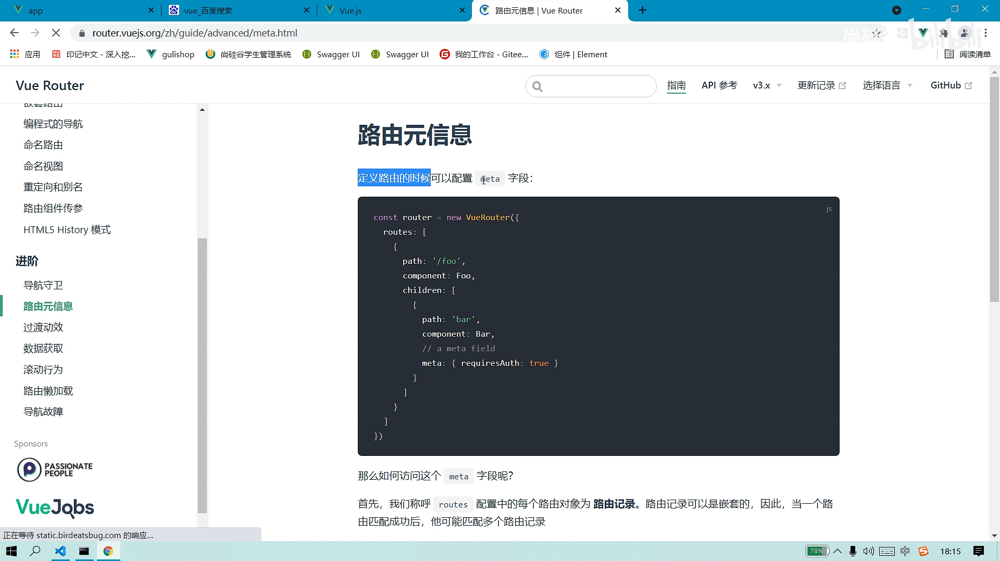 app
vue_百度搜索
Vue.js
路由元信息 | Vue Router
router.vuejs.org/zh/guide/advanced/meta.html
bilibili
应用
印记中文 - 深入挖...
gulishop
尚硅谷学生管理系统
Swagger UI
Swagger UI
我的工作台 - Gitee...
组件 | Element
阅读清单
Vue Router
指南
API 参考
v3.x
更新记录
选择语言
GitHub
嵌套路由
编程式的导航
命名路由
命名视图
重定向和别名
路由组件传参
HTML5 History 模式
进阶
导航守卫
路由元信息
过渡动效
数据获取
滚动行为
路由懒加载
导航故障
Sponsors
PASSIONATE
PEOPLE
VueJobs
路由元信息
定义路由的时候可以配置 meta 字段：
js
const router = new VueRouter({
  routes: [
    {
      path: '/foo',
      component: Foo,
      children: [
        {
          path: 'bar',
          component: Bar,
          // a meta field
          meta: { requiresAuth: true }
        }
      ]
    }
  ]
})
那么如何访问这个 meta 字段呢？
首先，我们称呼 routes 配置中的每个路由对象为 路由记录。路由记录可以是嵌套的，因此，当一个路
由匹配成功后，他可能匹配多个路由记录
正在等待 static.birdeatsbug.com 的响应...
78%
中
18:15